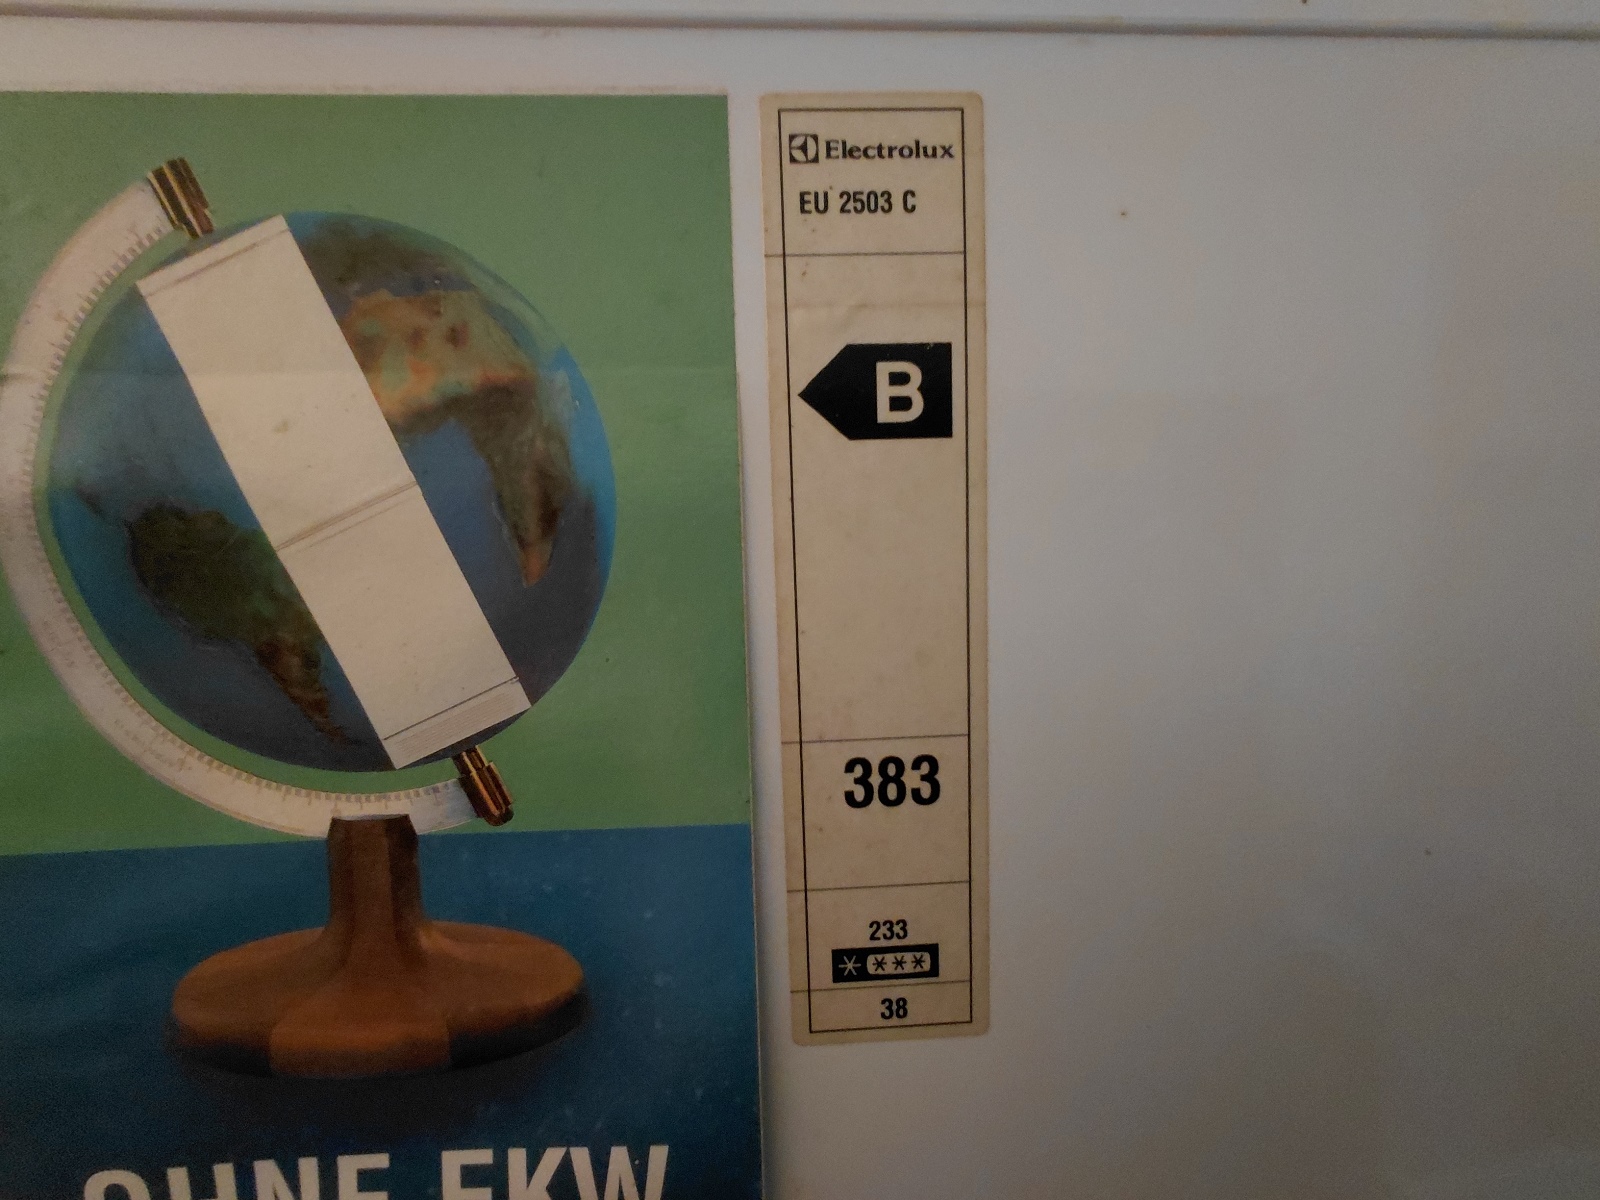 Electrolux
EU 2503 C
B
383
233
38
OHNE FKW